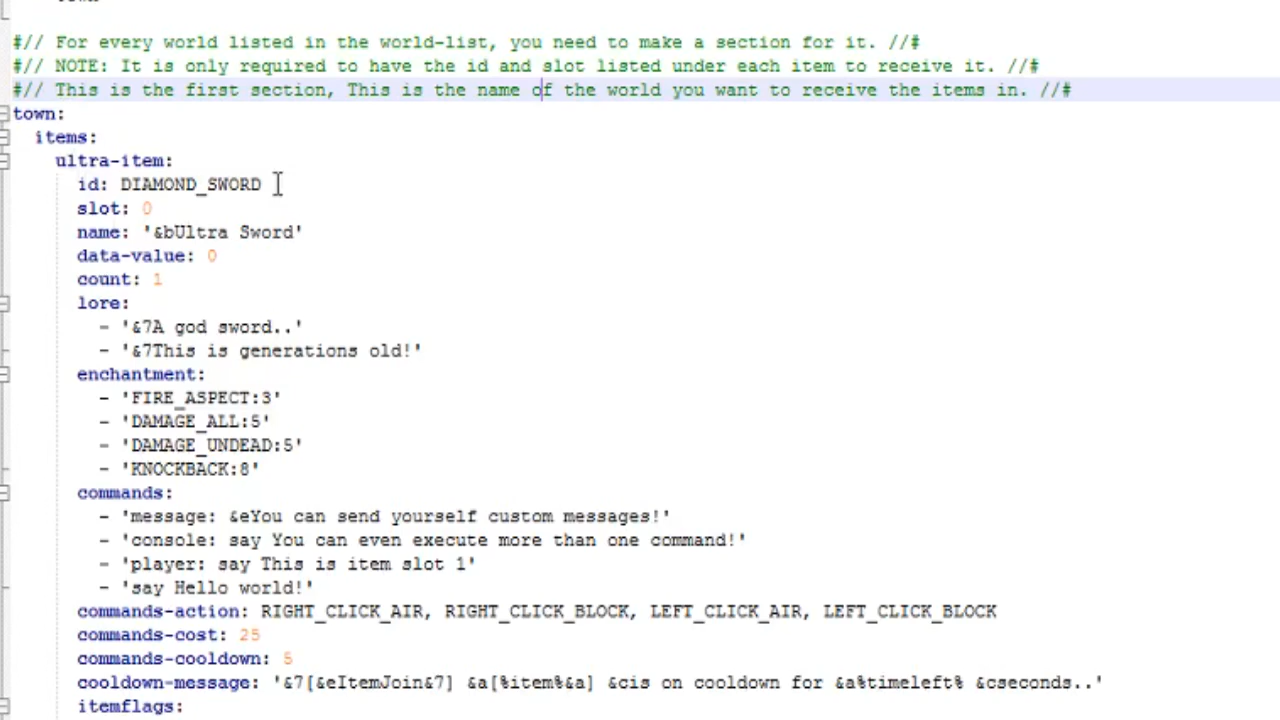 #// For every world listed in the world-list, you need to make a section for it. //#
#// NOTE: It is only required to have the id and slot listed under each item to receive it. //#
#// This is the first section, This is the name of the world you want to receive the items in. //#
town:
items:
ultra-item:
id: DIAMOND_SWORD
slot: 0
name: '&bUltra Sword'
data-value: 0
count: 1
lore:
- '&7A god sword..'
- '&7This is generations old!'
enchantment:
- 'FIRE_ASPECT:3'
- 'DAMAGE_ALL:5'
- 'DAMAGE_UNDEAD:5'
- 'KNOCKBACK:8'
commands:
- 'message: &eYou can send yourself custom messages!'
- 'console: say You can even execute more than one command!'
- 'player: say This is item slot 1'
- 'say Hello world!'
commands-action: RIGHT_CLICK_AIR, RIGHT_CLICK_BLOCK, LEFT_CLICK_AIR, LEFT_CLICK_BLOCK
commands-cost: 25
commands-cooldown: 5
cooldown-message: '&7[&eItemJoin&7] &a[%item%&a] &cis on cooldown for &a%timeleft% &cseconds..'
itemflags: